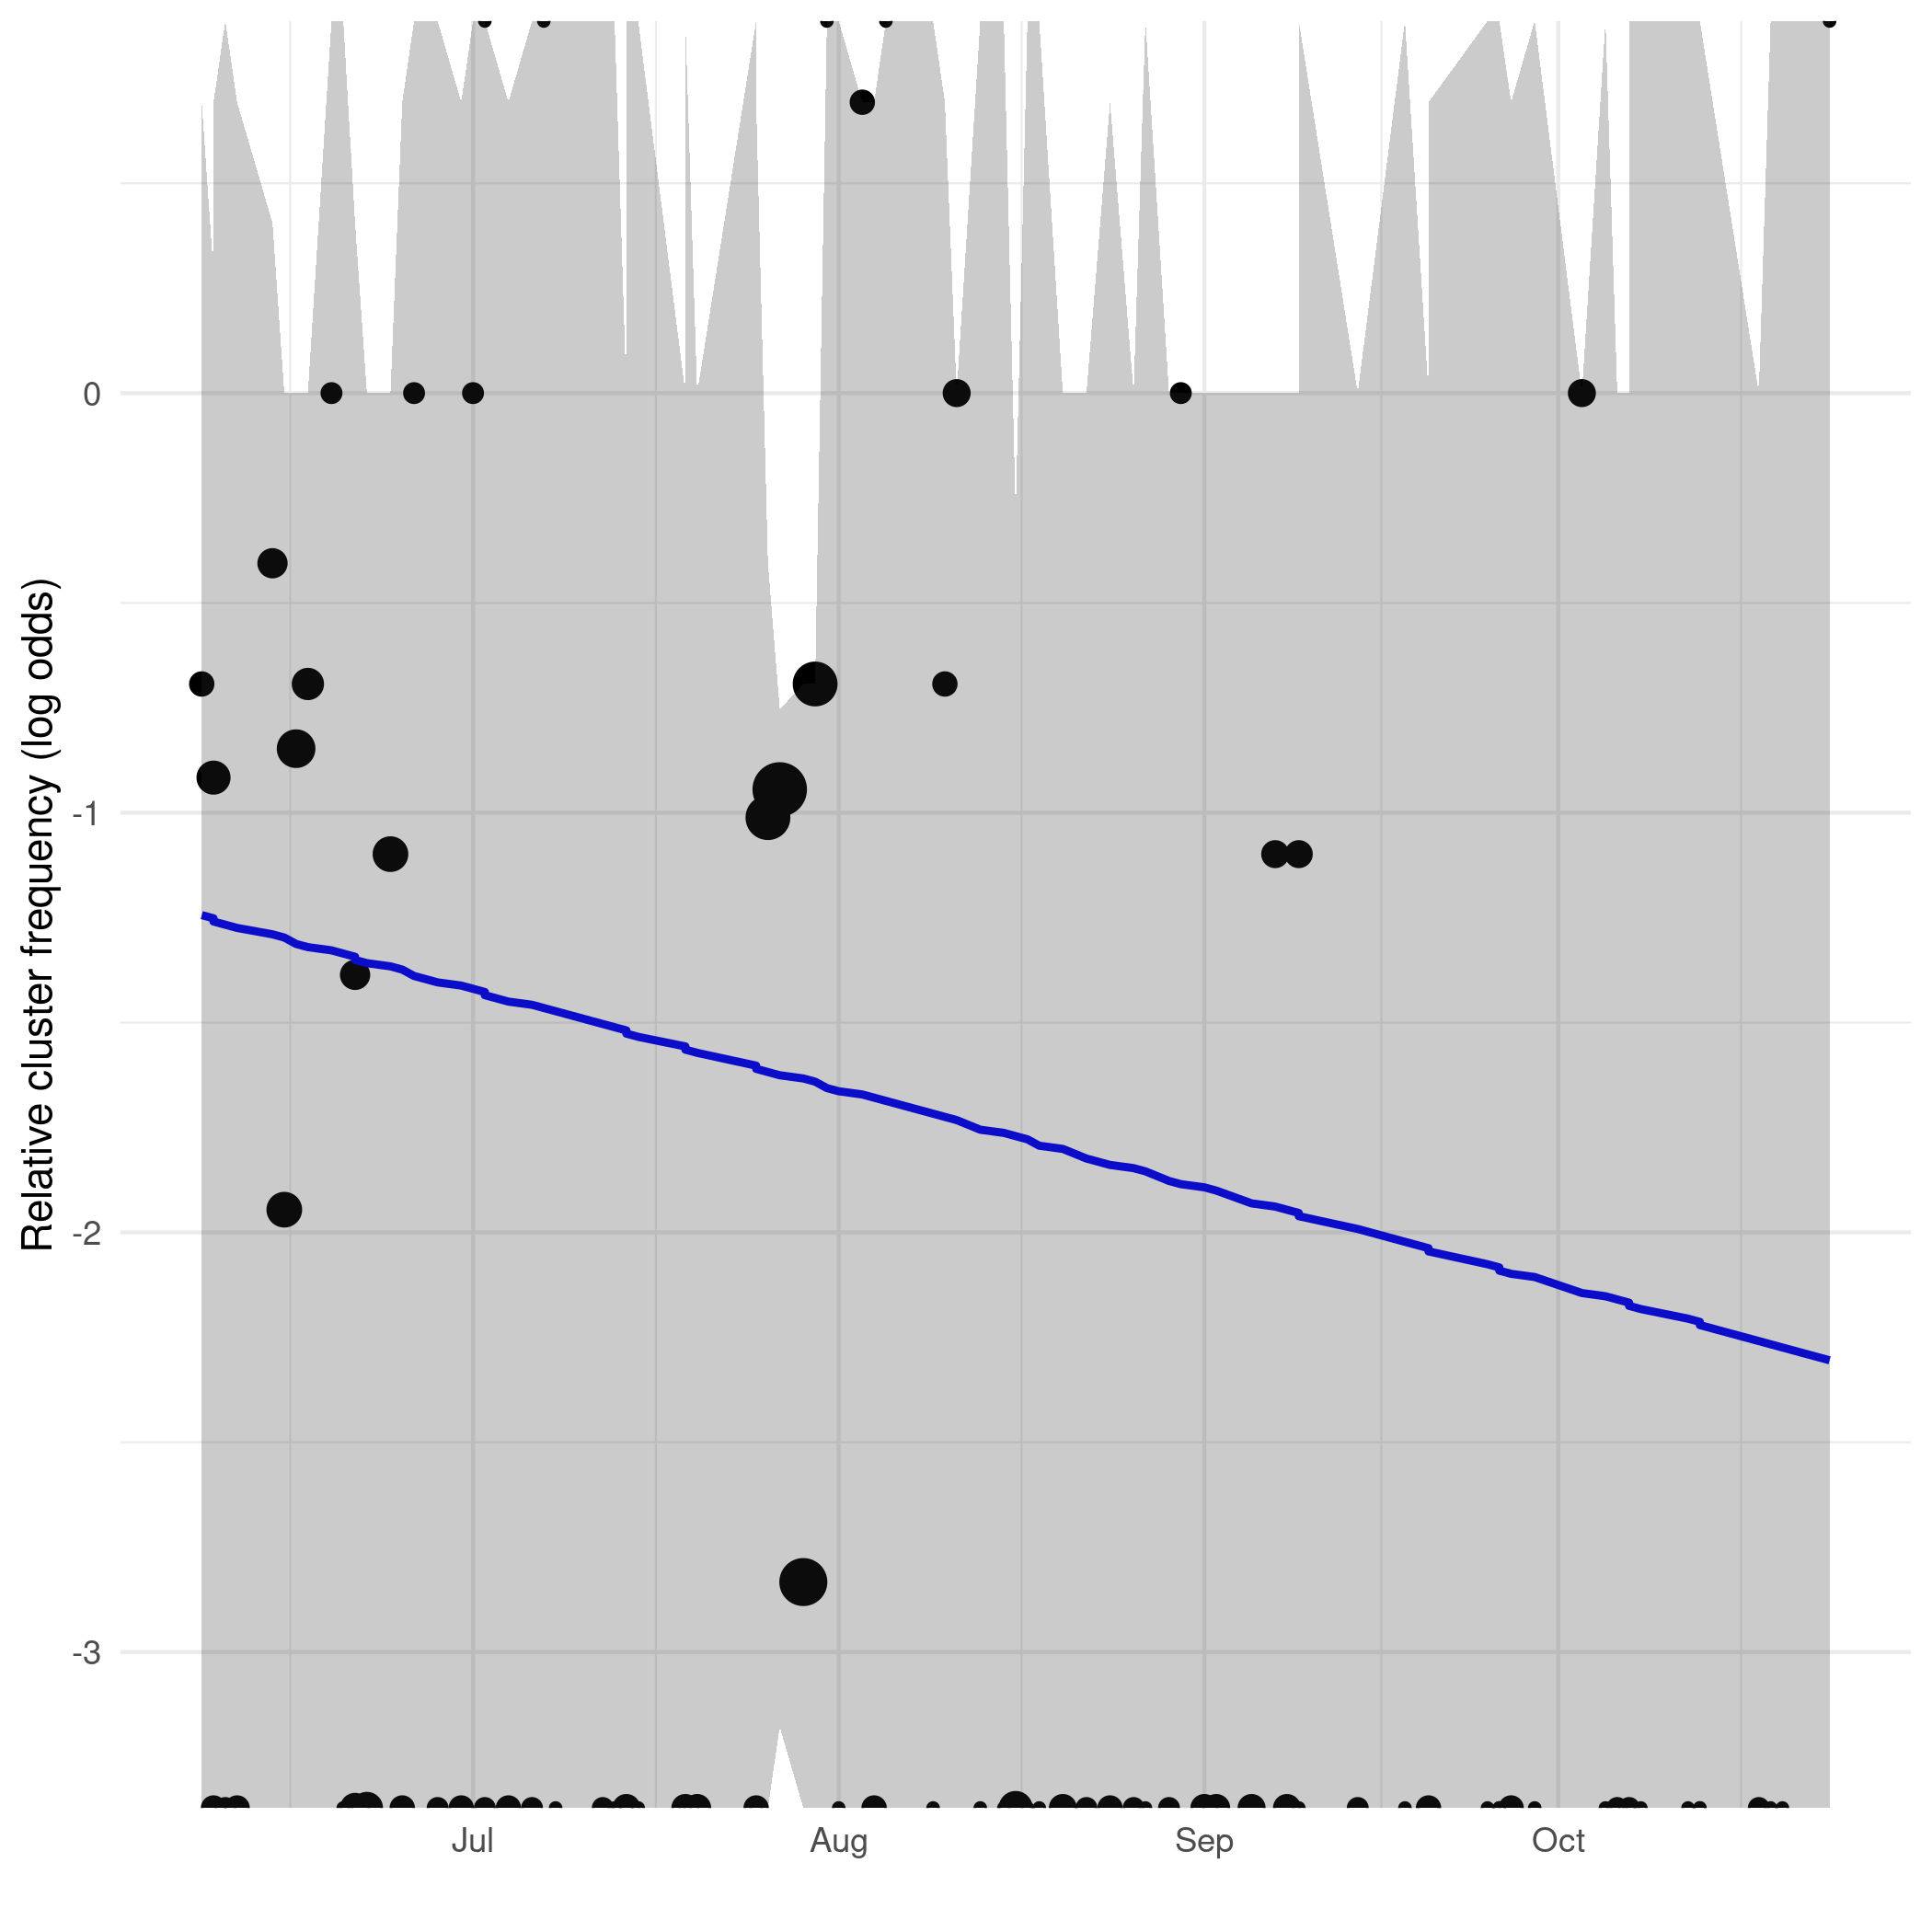 Relative cluster frequency (log odds)
0
-1
-2
-3
Jul
Aug
Sep
Oct